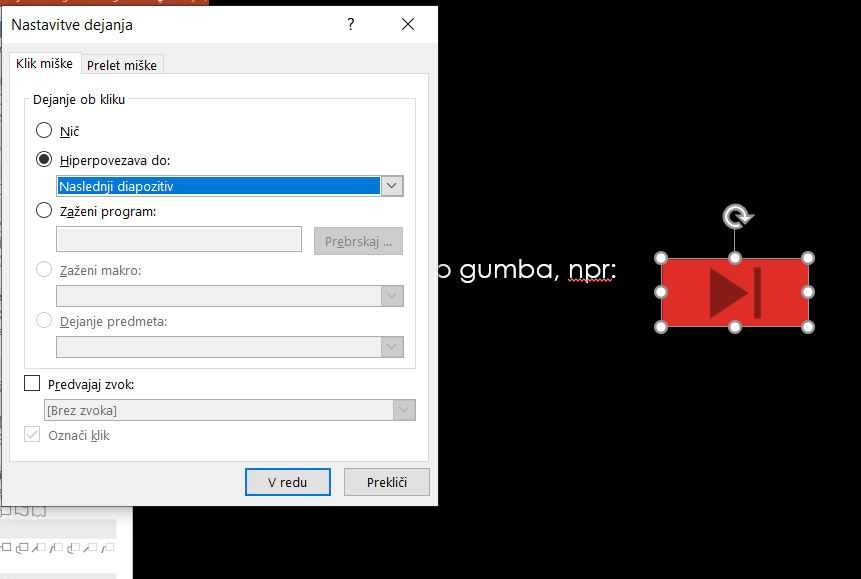 Nastavitve dejanja
Klik miške
Prelet miške
Dejanje ob kliku
Nič
Hiperpovezava do:
Naslednji diapozitiv
Zaženi program:
Prebrskaj ...
Zaženi makro:
Dejanje predmeta:
Predvajaj zvok:
[Brez zvoka]
Označi klik
V redu
Prekliči
gumba, npr: